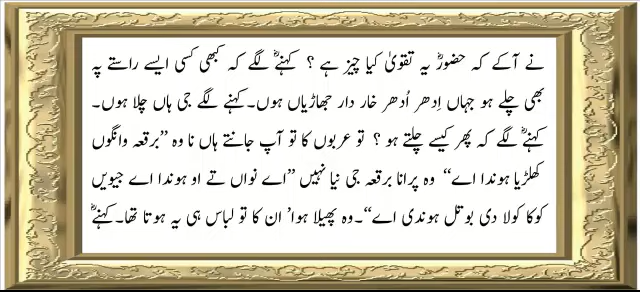 نے آکے کہ حضورؐ یہ تقویٰ کیا چیز ہے ؟ کہنےؓ لگے کہ کبھی کسی ایسے راستے پہ
بھی چلے ہو جہاں اِدھر اُدھر خار دار جھاڑیاں ہوں۔کہنے لگے جی ہاں چلا ہوں۔
کہنےؓ لگے کہ پھر کیسے چلتے ہو ؟ تو عربوں کا تو آپ جانتے ہاں نا وہ ”برقعہ وانگوں
کھلریا ہوندا اے“ وہ پرانا برقعہ جی نیا نہیں ”اے نواں تے او ہوندا اے جیویں
کوکا کولا دی بوتل ہوندی اے“۔وہ پھیلا ہوا’ ان کا تو لباس ہی یہ ہوتا تھا۔کہنےؓ